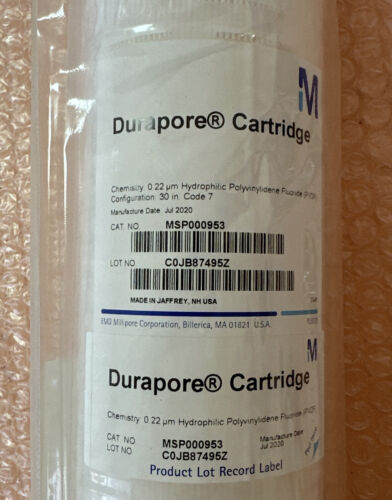 M
Durapore® Cartridge
Chemistry: 0.22 µm Hydrophilic Polyvinylidene Fluoride (PVDF)
Configuration: 30 in. Code 7
Manufacture Date: Jul 2020
CAT NO. MSP000953
LOT NO. C0JB87495Z
MADE IN JAFFREY, NH USA
EMD Millipore Corporation, Billerica, MA 01821 U.S.A.
M
Durapore® Cartridge
Chemistry: 0.22 µm Hydrophilic Polyvinylidene Fluoride (PVDF)
CAT NO. MSP000953 Manufacture Date:
LOT NO. C0JB87495Z Jul 2020
Product Lot Record Label